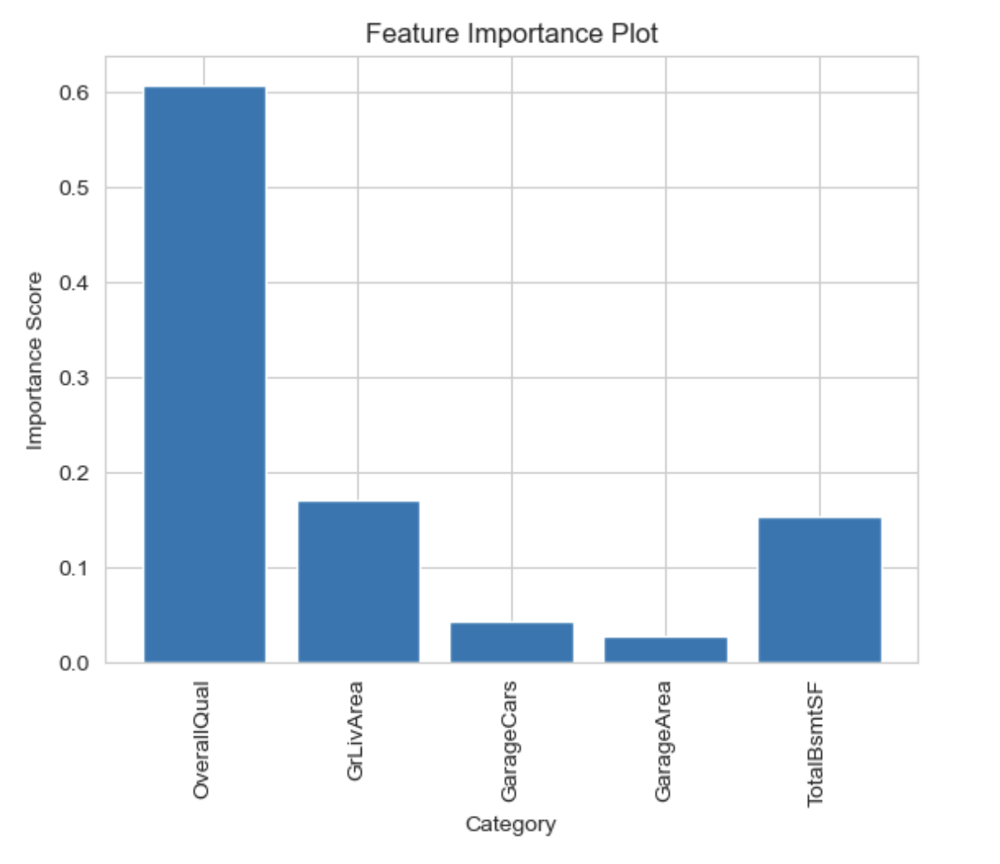 Feature Importance Plot
Importance Score
0.6
0.5
0.4
0.3
0.2
0.1
0.0
OverallQual
GrLivArea
GarageCars
GarageArea
TotalBsmtSF
Category